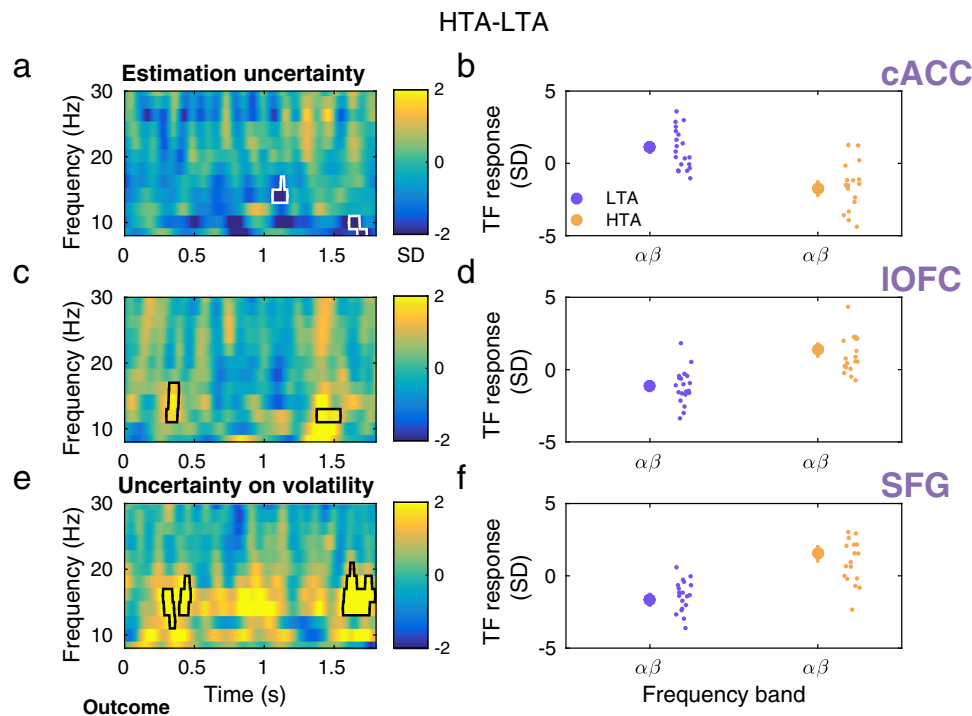 HTA-LTA
a
Estimation uncertainty
b
cACC
Frequency (Hz)
30
20
10
0
0.5
1
1.5
2
0
-2
SD
TF response
(SD)
5
0
-5
LTA
HTA
αβ
αβ
c
d
lOFC
Frequency (Hz)
30
20
10
0
0.5
1
1.5
2
0
-2
TF response
(SD)
5
0
-5
αβ
αβ
e
Uncertainty on volatility
f
SFG
Frequency (Hz)
30
20
10
0
0.5
1
1.5
2
0
-2
TF response
(SD)
5
0
-5
αβ
αβ
Outcome
Time (s)
Frequency band